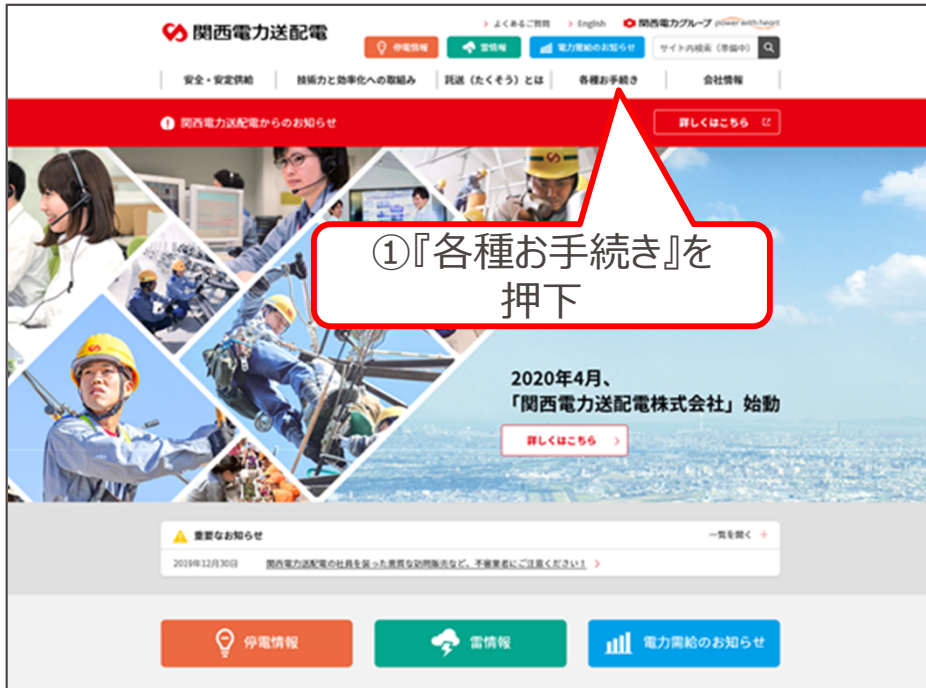 関西電力送配電
よくあるご質問
English
関西電力グループ power with heart
停電情報
雷情報
電力需給のお知らせ
サイト内検索（準備中）
安全・安定供給
技術力と効率化への取組み
託送（たくそう）とは
各種お手続き
会社情報
関西電力送配電からのお知らせ
詳しくはこちら
①『各種お手続き』を
押下
2020年4月、
「関西電力送配電株式会社」始動
詳しくはこちら
重要なお知らせ
一覧を開く
2019年12月30日
関西電力送配電の社員を装った悪質な訪問販売など、不審業者にご注意ください！
停電情報
雷情報
電力需給のお知らせ